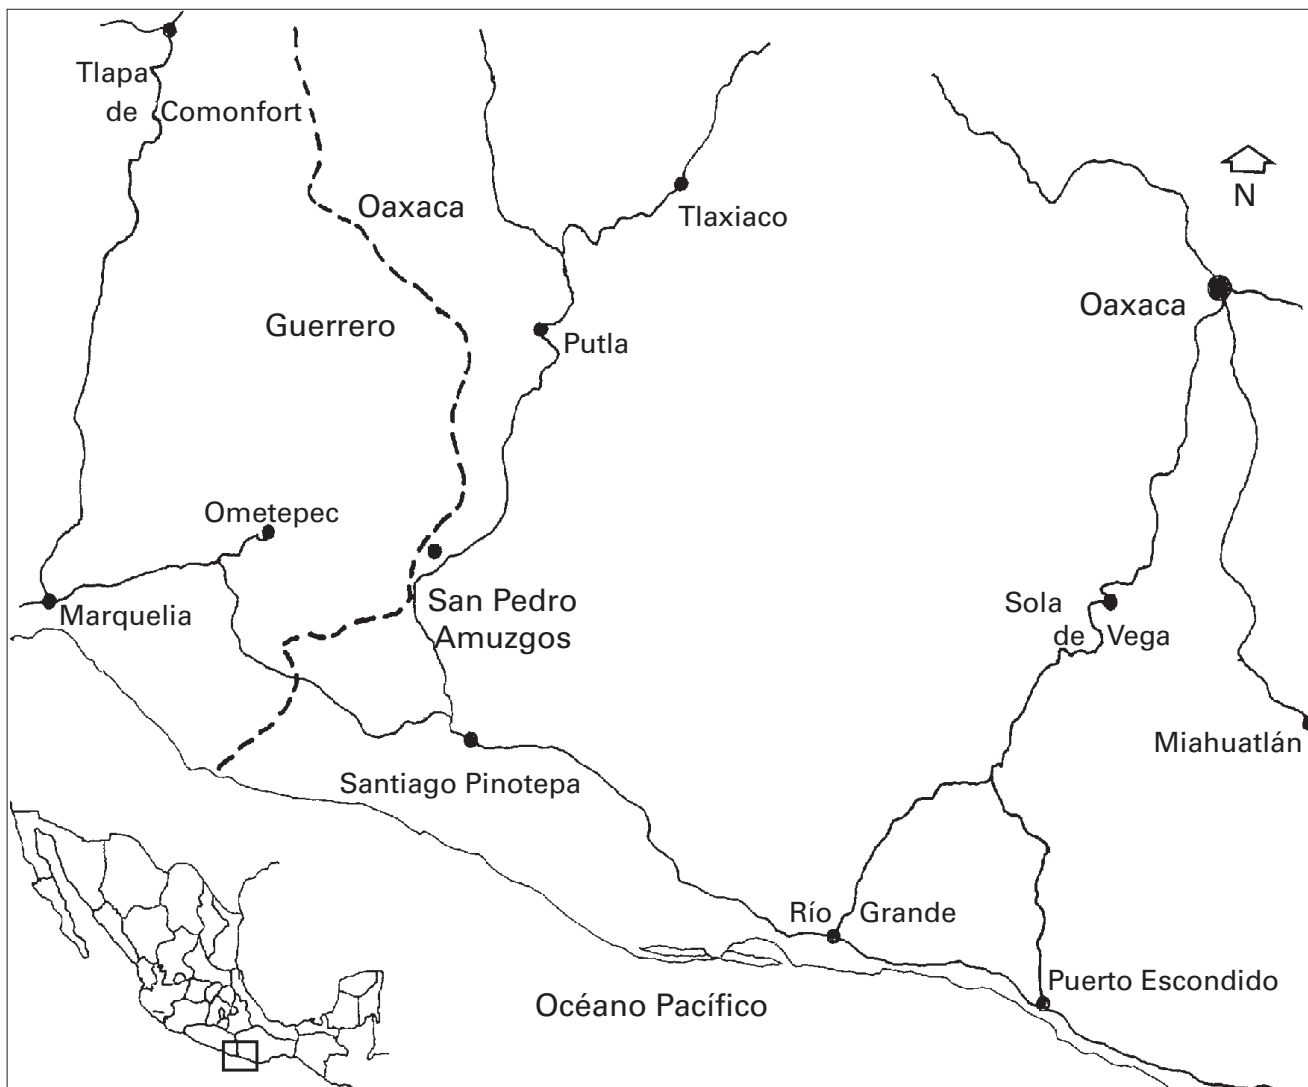 Tlapa
de Comonfort
Oaxaca
Tlaxiaco
N
Oaxaca
Guerrero
Putla
Ometepec
San Pedro
Amuzgos
Marquelia
Sola
de Vega
Miahuatlán
Santiago Pinotepa
Río Grande
Puerto Escondido
Océano Pacífico